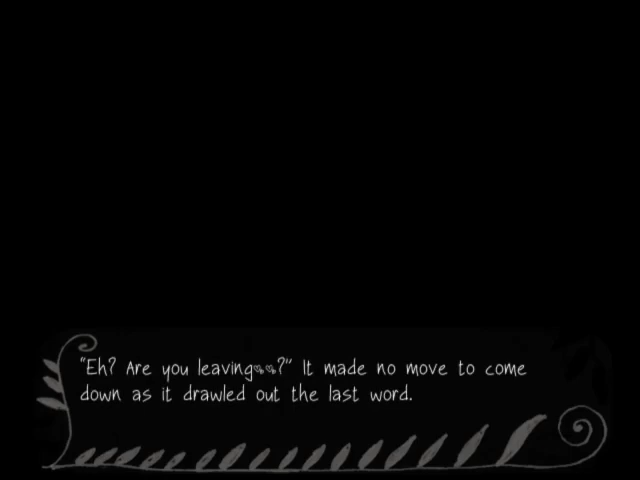 "Eh? Are you leaving~~?" It made no move to come
down as it drawled out the last word.